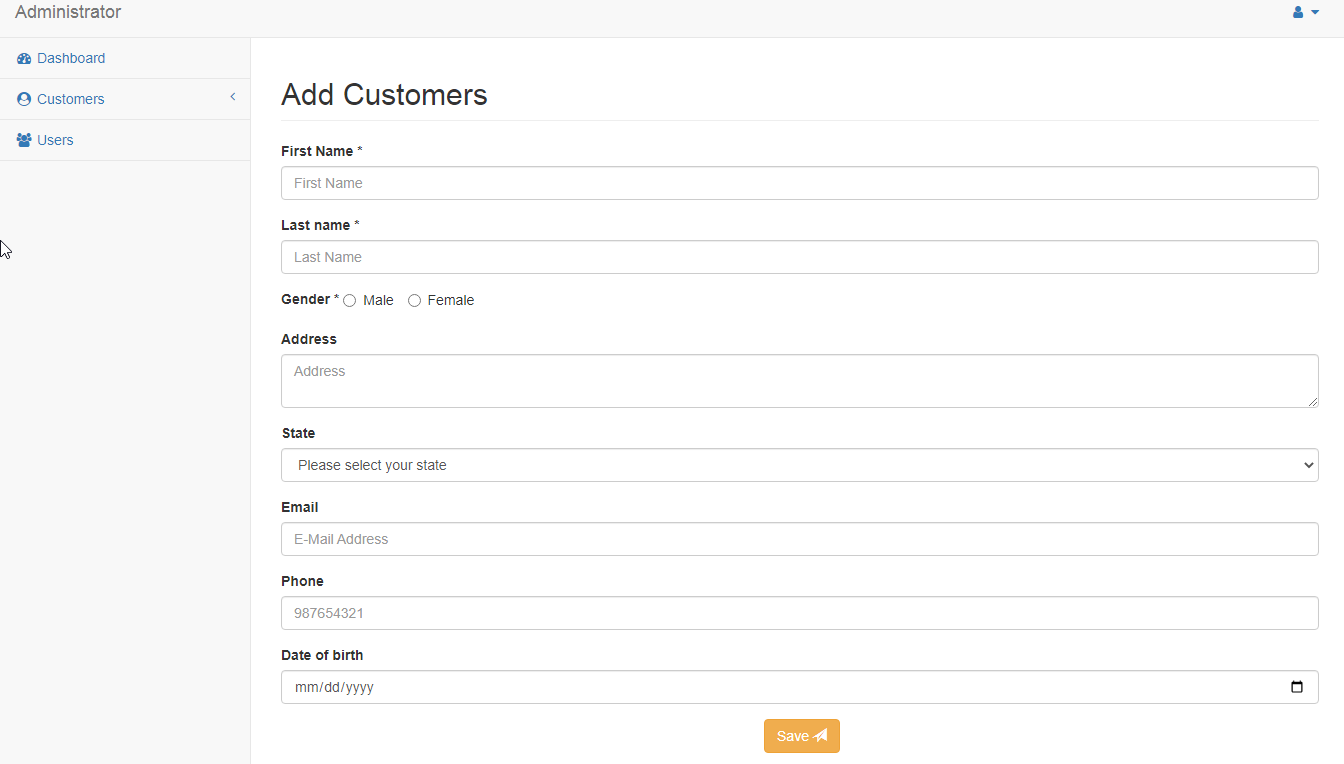 Administrator
Dashboard
Customers
Users
Add Customers
First Name *
First Name
Last name *
Last Name
Gender * Male Female
Address
Address
State
Please select your state
Email
E-Mail Address
Phone
987654321
Date of birth
mm/dd/yyyy
Save